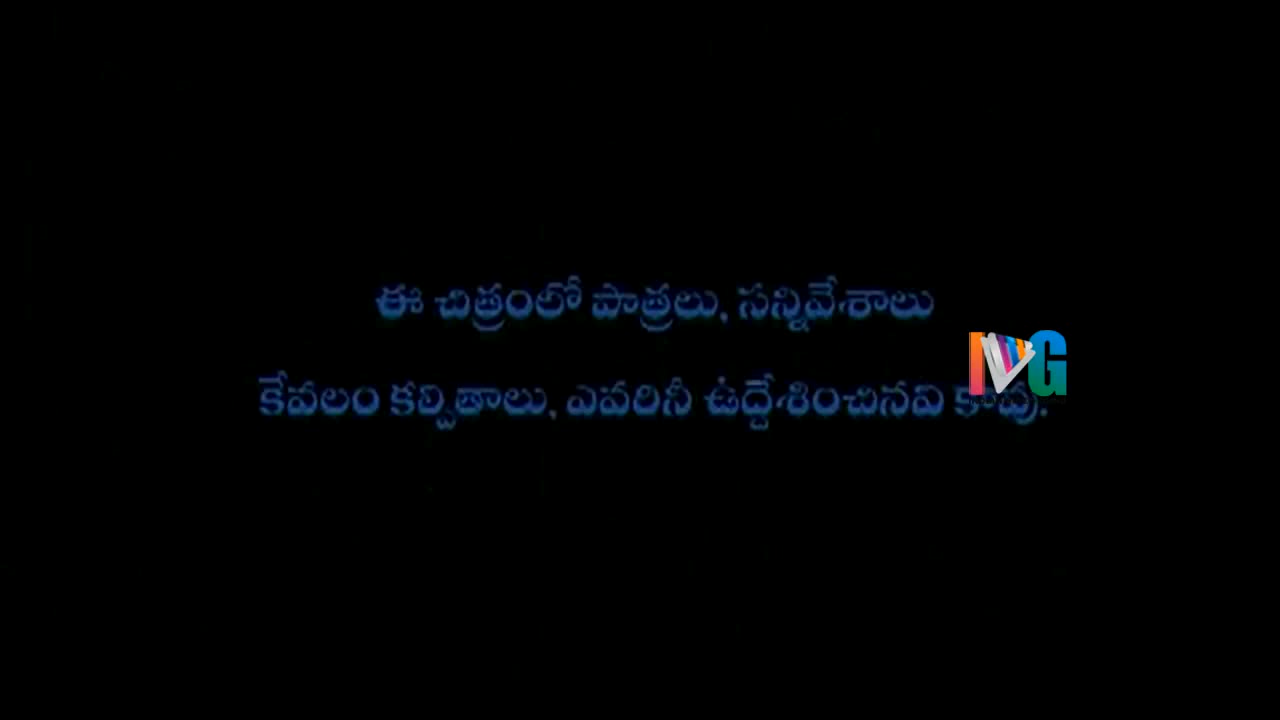 ఈ చిత్రంలో పాత్రలు, సన్నివేశాలు
కేవలం కల్పితాలు, ఎవరినీ ఉద్దేశించినవి కావు.